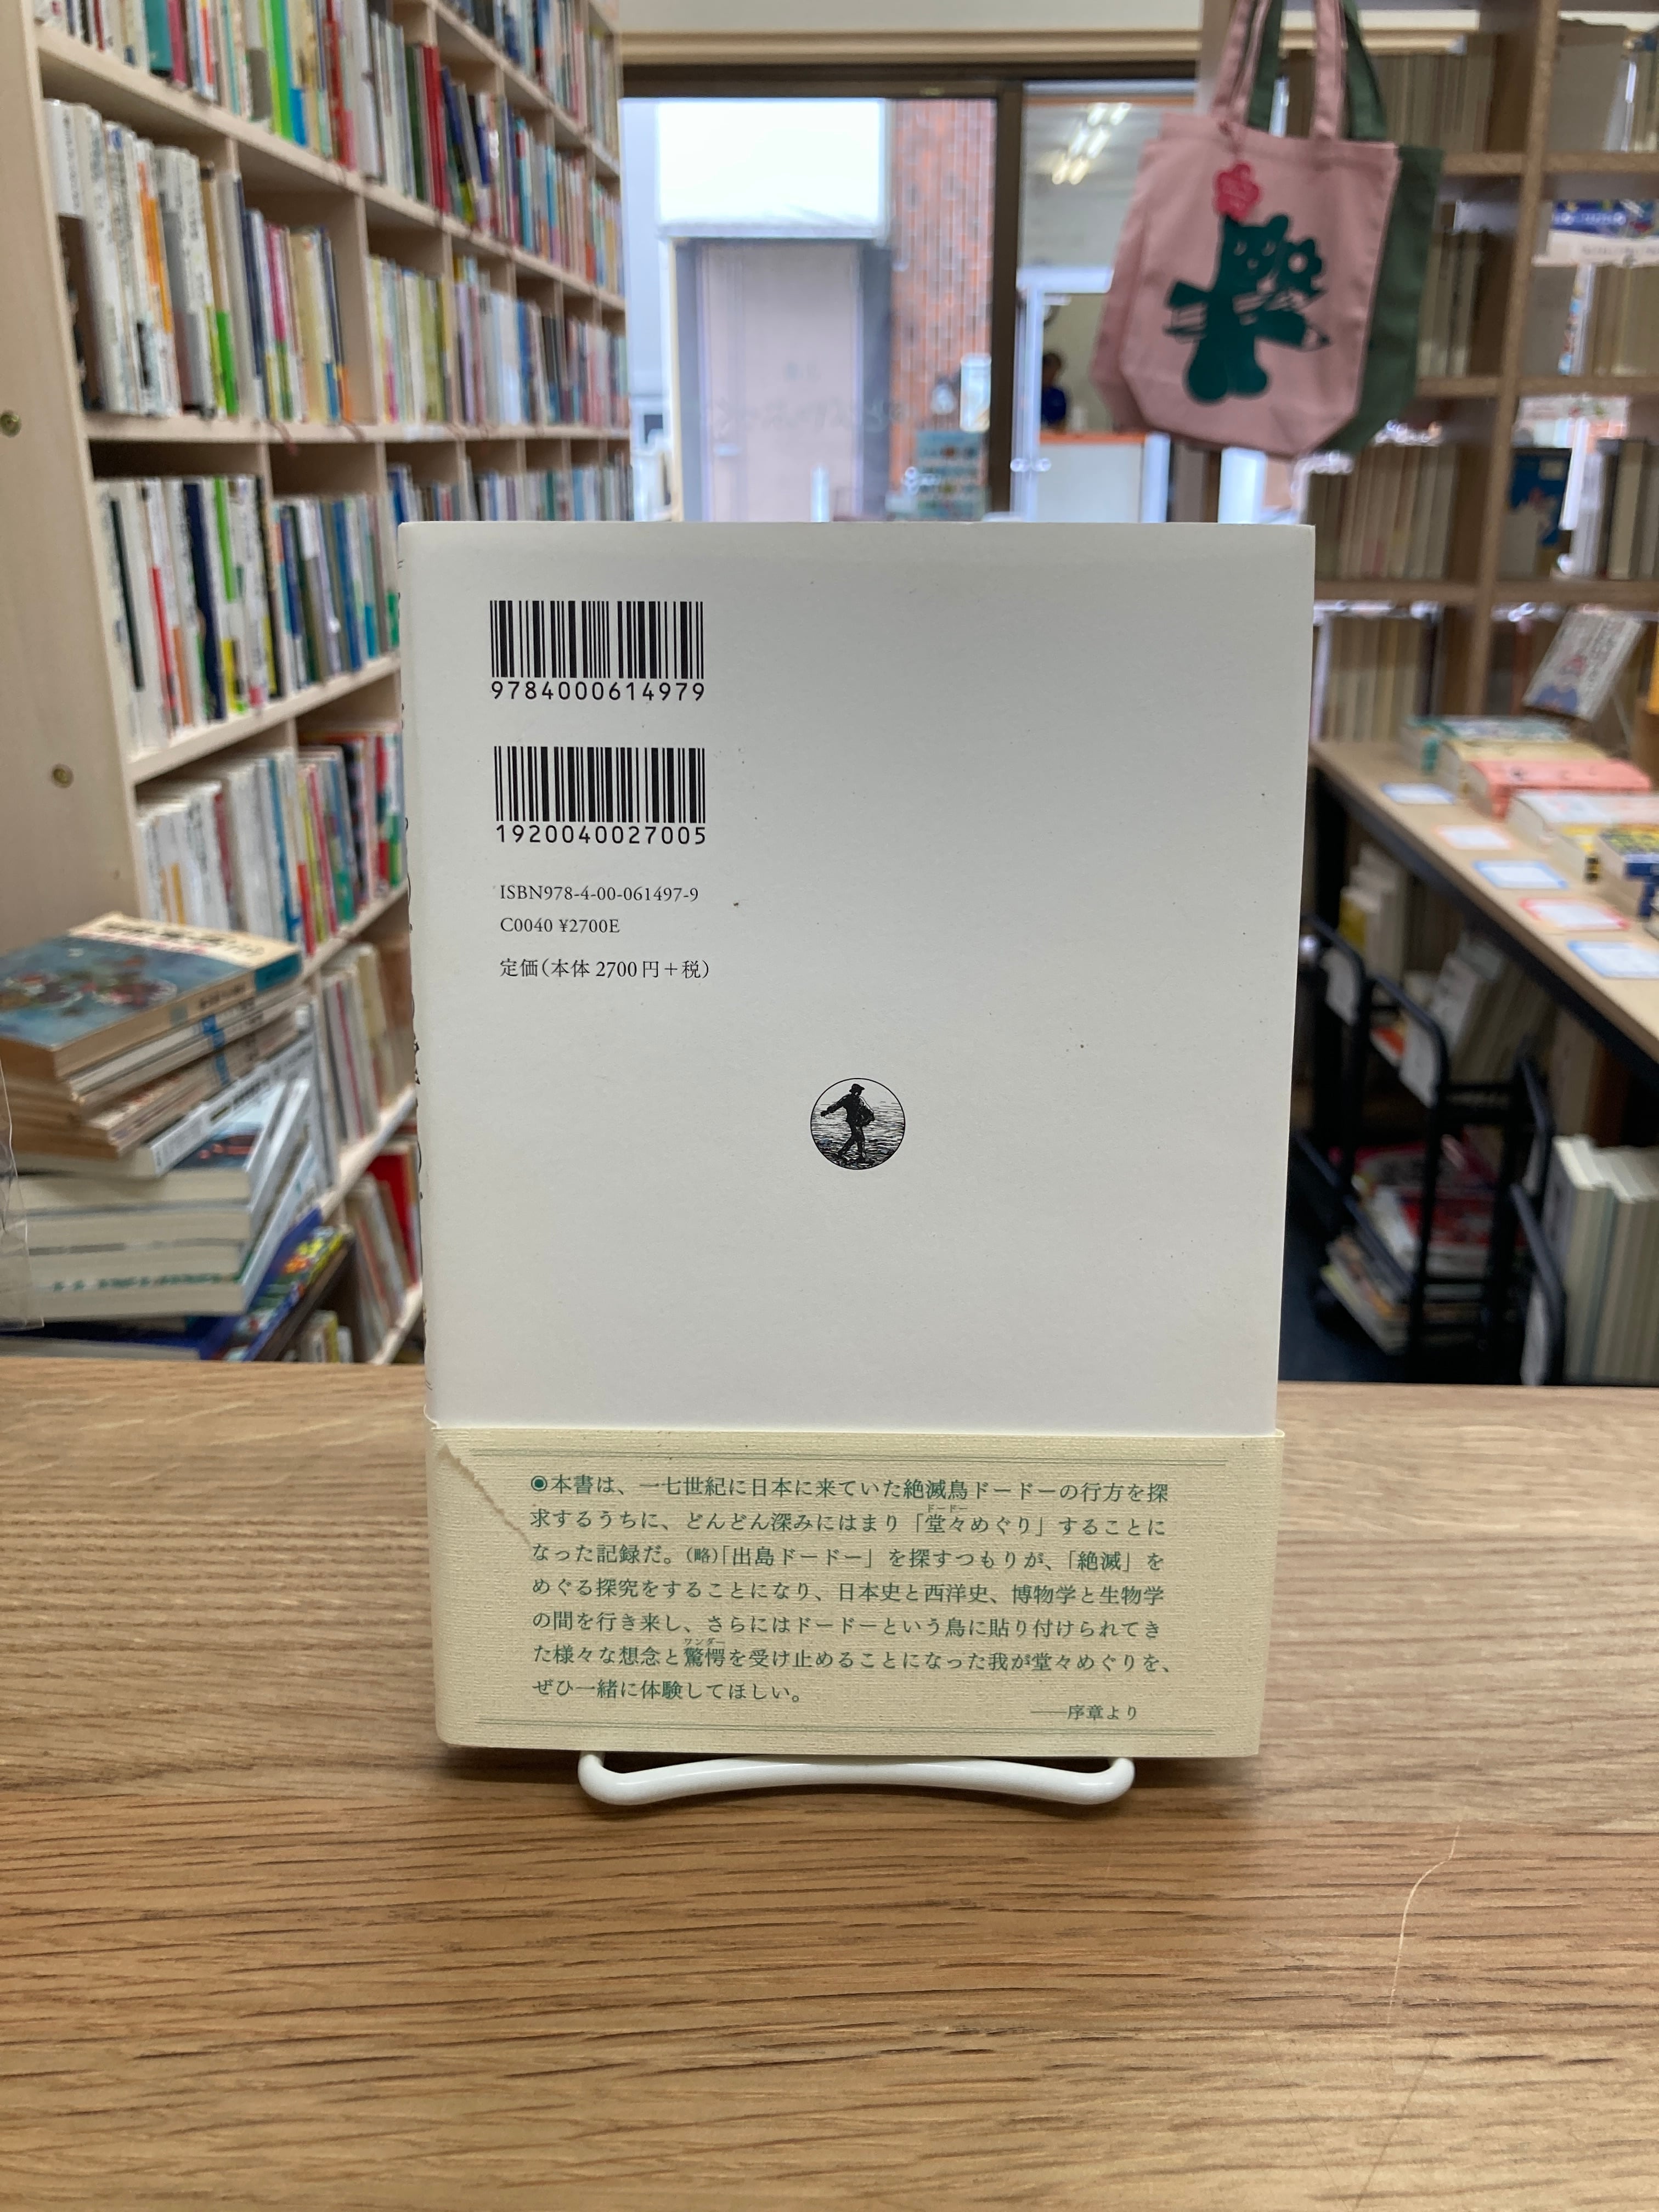 9784000614979
1920040027005
ISBN978-4-00-061497-9
C0040 ¥2700E
定価(本体 2700円+税)
◉本書は、一七世紀に日本に来ていた絶滅鳥ドードーの行方を探
求するうちに、どんどん深みにはまり「堂々めぐり」することに
ドードー
なった記録だ。(略)「出島ドードー」を探すつもりが、「絶滅」を
めぐる探究をすることになり、日本史と西洋史、博物学と生物学
の間を行き来し、さらにはドードーという鳥に貼り付けられてき
た様々な想念と驚愕を受け止めることになった我が堂々めぐりを、
ワンダー
ぜひ一緒に体験してほしい。
──序章より